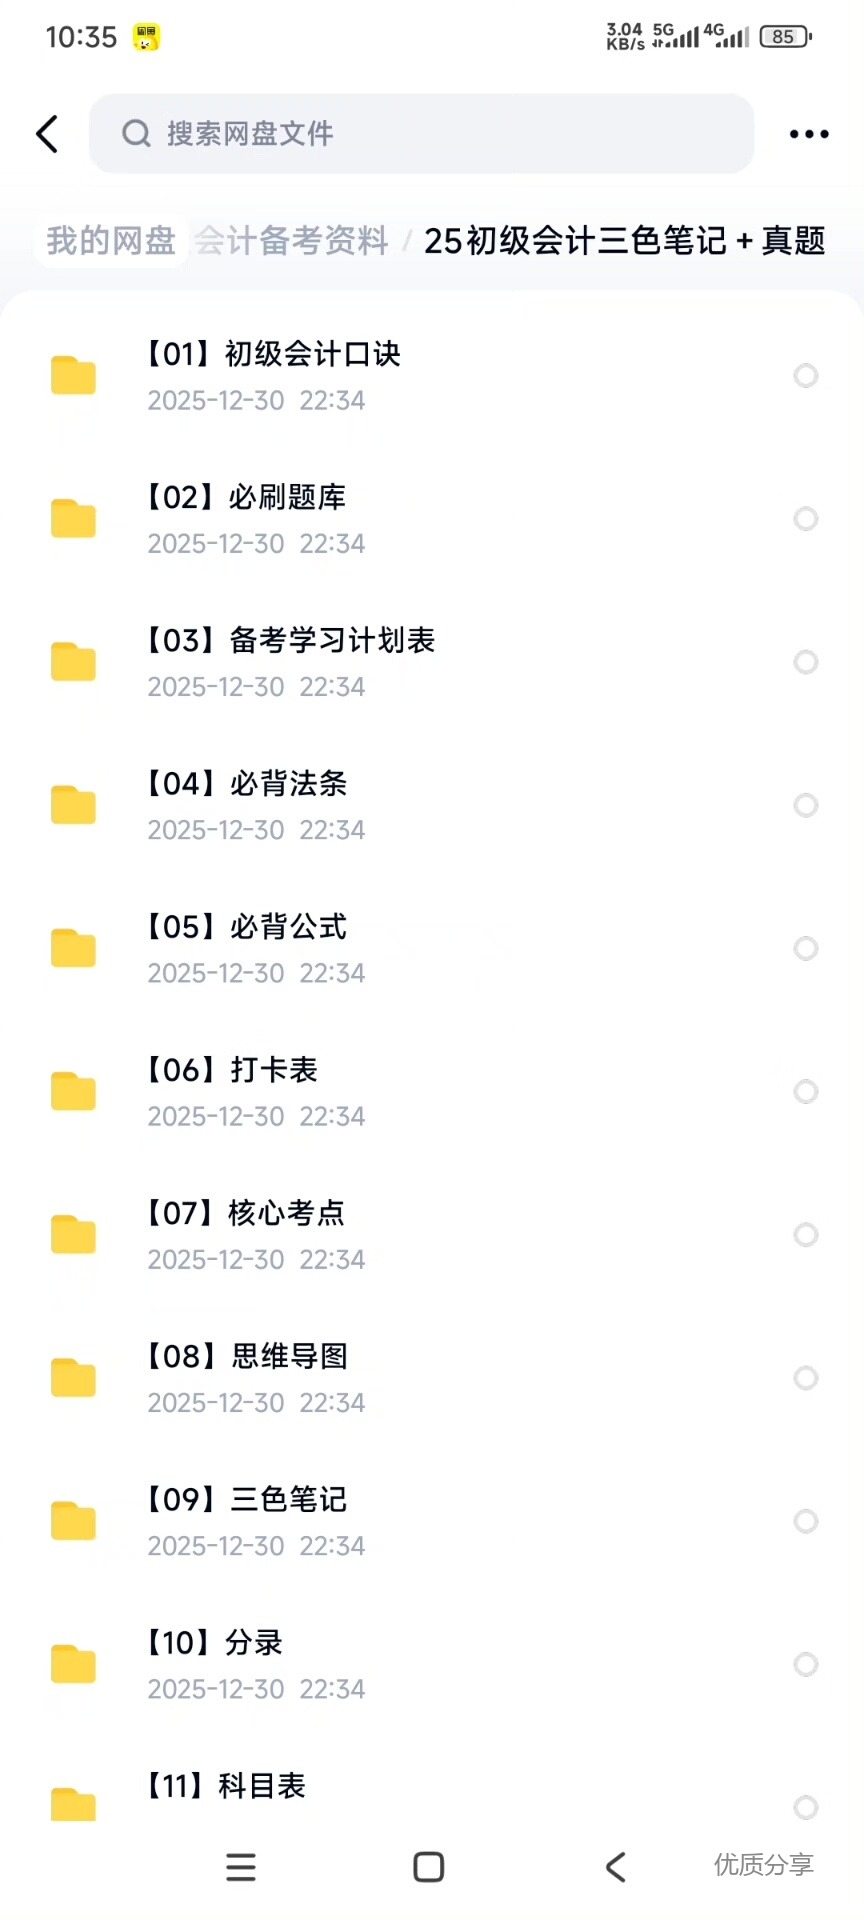 10:35
3.04 KB/s 5G 4G 85
搜索网盘文件
我的网盘 会计备考资料 / 25初级会计三色笔记+真题
【01】初级会计口诀
2025-12-30 22:34
【02】必刷题库
2025-12-30 22:34
【03】备考学习计划表
2025-12-30 22:34
【04】必背法条
2025-12-30 22:34
【05】必背公式
2025-12-30 22:34
【06】打卡表
2025-12-30 22:34
【07】核心考点
2025-12-30 22:34
【08】思维导图
2025-12-30 22:34
【09】三色笔记
2025-12-30 22:34
【10】分录
2025-12-30 22:34
【11】科目表
优质分享